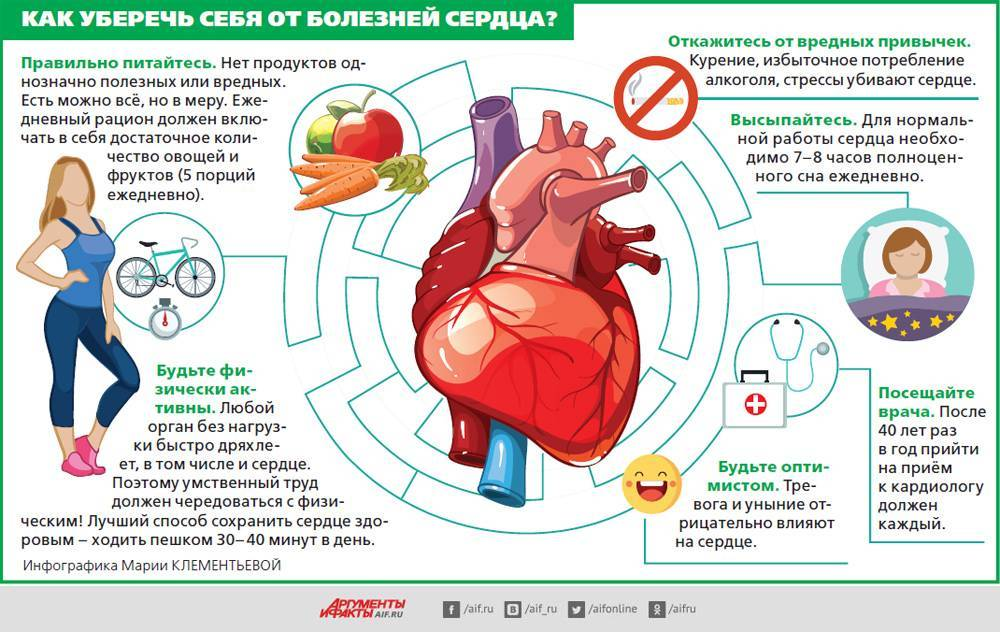 КАК УБЕРЕЧЬ СЕБЯ ОТ БОЛЕЗНЕЙ СЕРДЦА?
Правильно питайтесь. Нет продуктов од-
нозначно полезных или вредных.
Есть можно всё, но в меру. Еже-
дневный рацион должен вклю-
чать в себя достаточное коли-
чество овощей и
фруктов (5 порций
ежедневно).
Откажитесь от вредных привычек.
Курение, избыточное потребление
алкоголя, стрессы убивают сердце.
Высыпайтесь. Для нормаль-
ной работы сердца необхо-
димо 7–8 часов полноцен-
ного сна ежедневно.
Будьте фи-
зически ак-
тивны. Любой
орган без нагруз-
ки быстро дряхле-
ет, в том числе и сердце.
Поэтому умственный труд
должен чередоваться с физи-
ческим! Лучший способ сохранить сердце здо-
ровым – ходить пешком 30–40 минут в день.
Посещайте
врача. После
40 лет раз
в год прийти
на приём
к кардиологу
должен
каждый.
Будьте опти-
мистом. Тре-
вога и уныние от-
рицательно влияют
на сердце.
Инфографика Марии КЛЕМЕНТЬЕВОЙ
АРГУМЕНТЫ
И ФАКТЫ AIF.RU
/aif.ru /aif_ru /aifonline /aifru